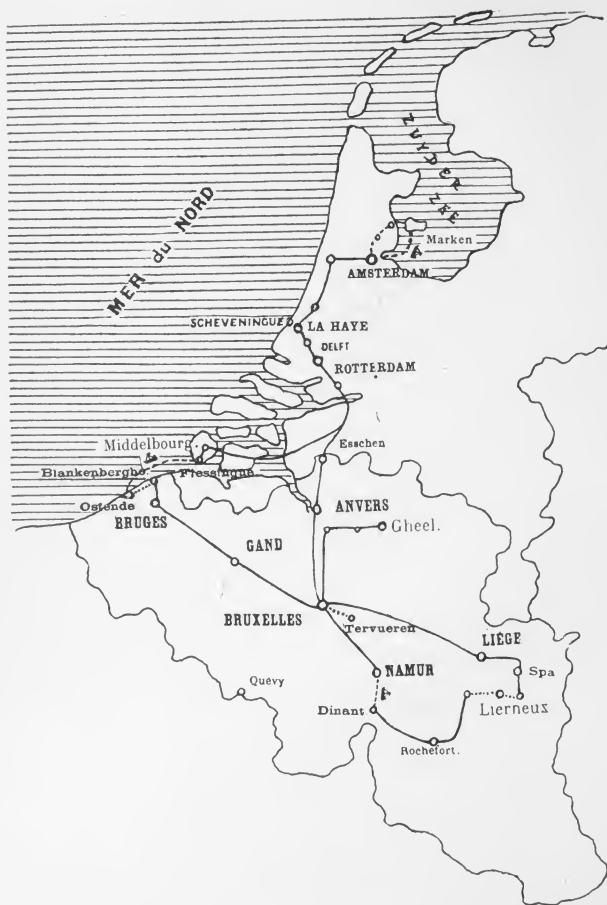 ZUYDER
ZEE
MER du NORD
Marken
AMSTERDAM
SCHEVENINGUE
LA HAYE
DELFT
ROTTERDAM
Middelbourg.
Esschen
Blankenberghe
Flessingue
Ostende
BRUGES
ANVERS
GAND
Gheel.
BRUXELLES
Tervueren
LIÉGE
NAMUR
Spa
Quévy
Dinant
Lierneux
Rochefort.